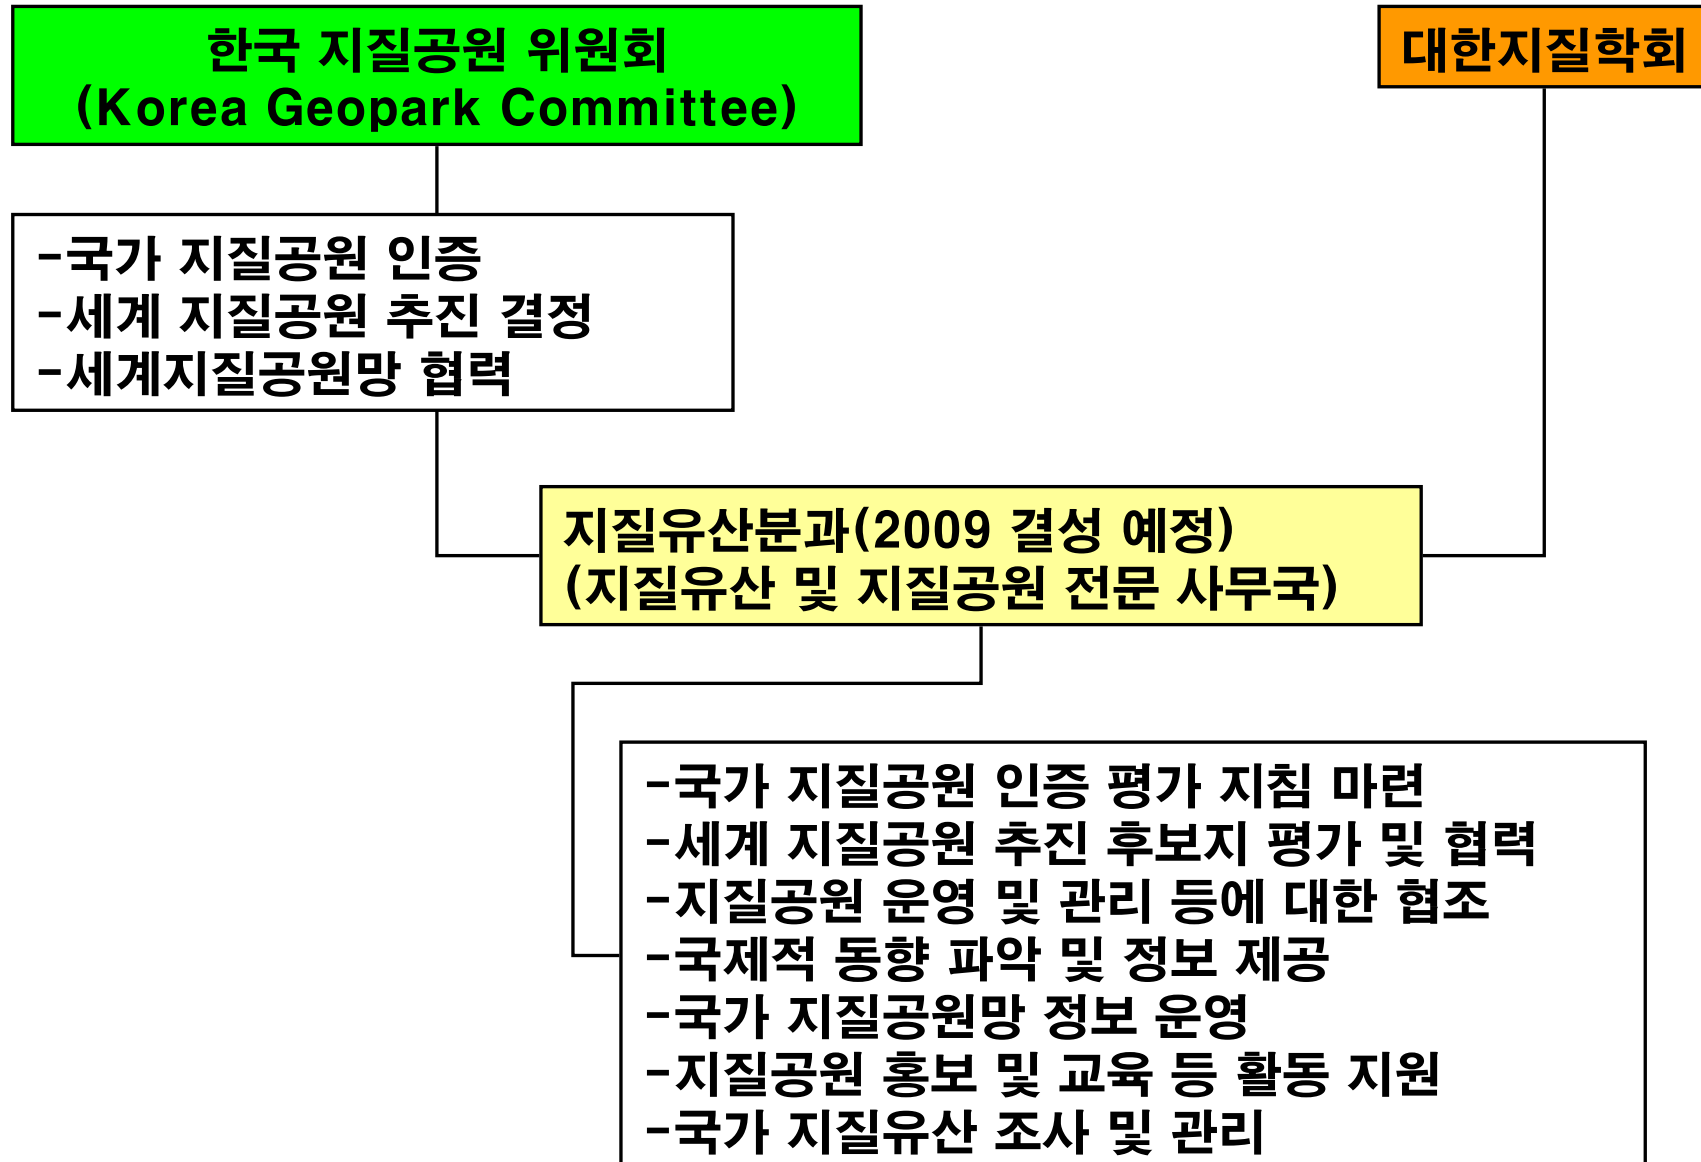 한국 지질공원 위원회
(Korea Geopark Committee)
대한지질학회
-국가 지질공원 인증
-세계 지질공원 추진 결정
-세계지질공원망 협력
지질유산분과(2009 결성 예정)
(지질유산 및 지질공원 전문 사무국)
-국가 지질공원 인증 평가 지침 마련
-세계 지질공원 추진 후보지 평가 및 협력
-지질공원 운영 및 관리 등에 대한 협조
-국제적 동향 파악 및 정보 제공
-국가 지질공원망 정보 운영
-지질공원 홍보 및 교육 등 활동 지원
-국가 지질유산 조사 및 관리